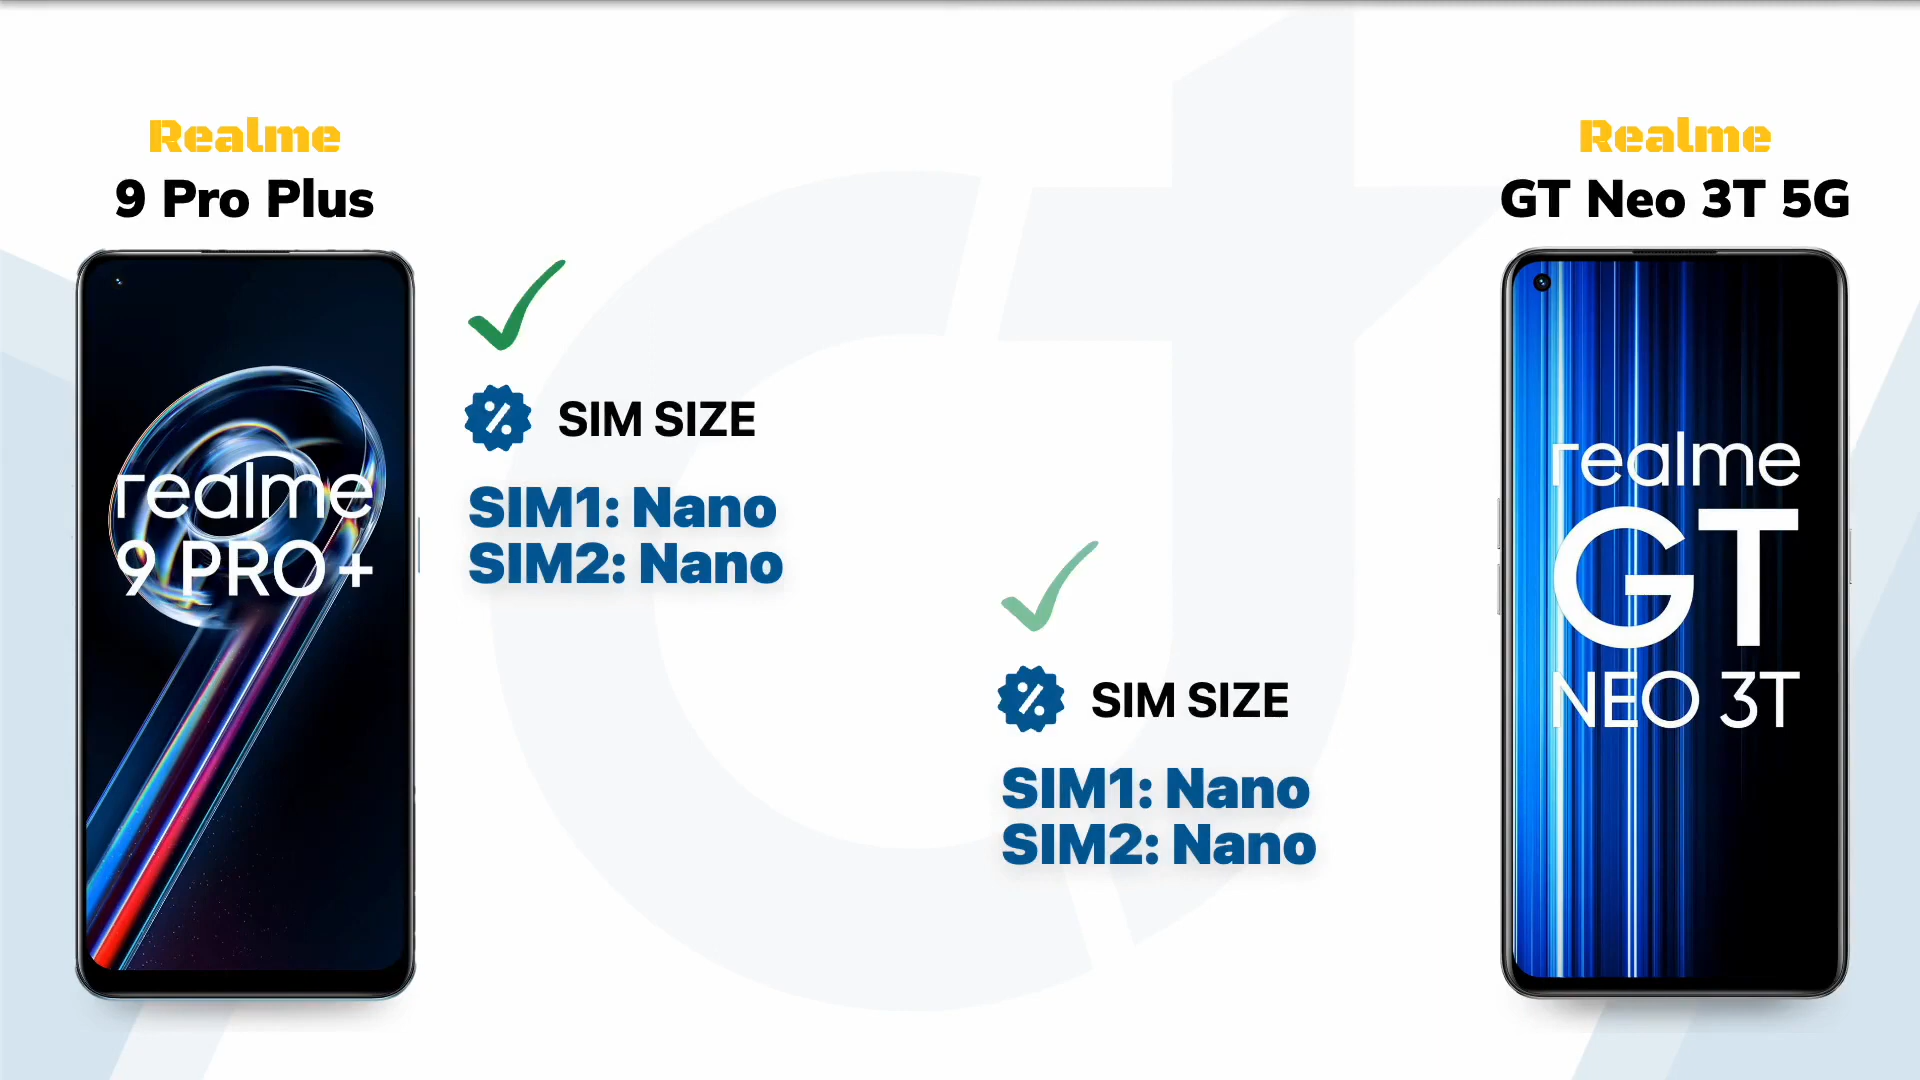 Realme
9 Pro Plus
realme
9 PRO+
SIM SIZE
SIM1: Nano
SIM2: Nano
SIM SIZE
SIM1: Nano
SIM2: Nano
Realme
GT Neo 3T 5G
realme
GT
NEO 3T